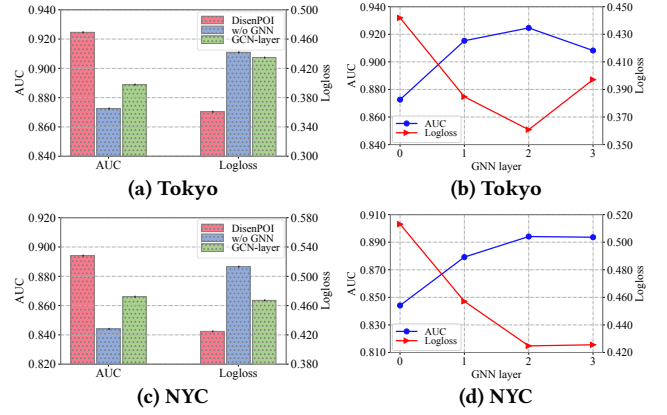 0.940
0.920
0.900
0.880
0.860
0.840
AUC
DisenPOI
w/o GNN
GCN-layer
0.500
0.460
0.420
0.380
0.340
0.300
Logloss
AUC
Logloss
(a) Tokyo
0.940
0.920
0.900
0.880
0.860
0.840
AUC
AUC
Logloss
0.450
0.430
0.410
0.390
0.370
0.350
Logloss
0
1
2
3
GNN layer
(b) Tokyo
0.920
0.900
0.880
0.860
0.840
0.820
AUC
DisenPOI
w/o GNN
GCN-layer
0.580
0.540
0.500
0.460
0.420
0.380
Logloss
AUC
Logloss
(c) NYC
0.910
0.890
0.870
0.850
0.830
0.810
AUC
AUC
Logloss
0.520
0.500
0.480
0.460
0.440
0.420
Logloss
0
1
2
3
GNN layer
(d) NYC